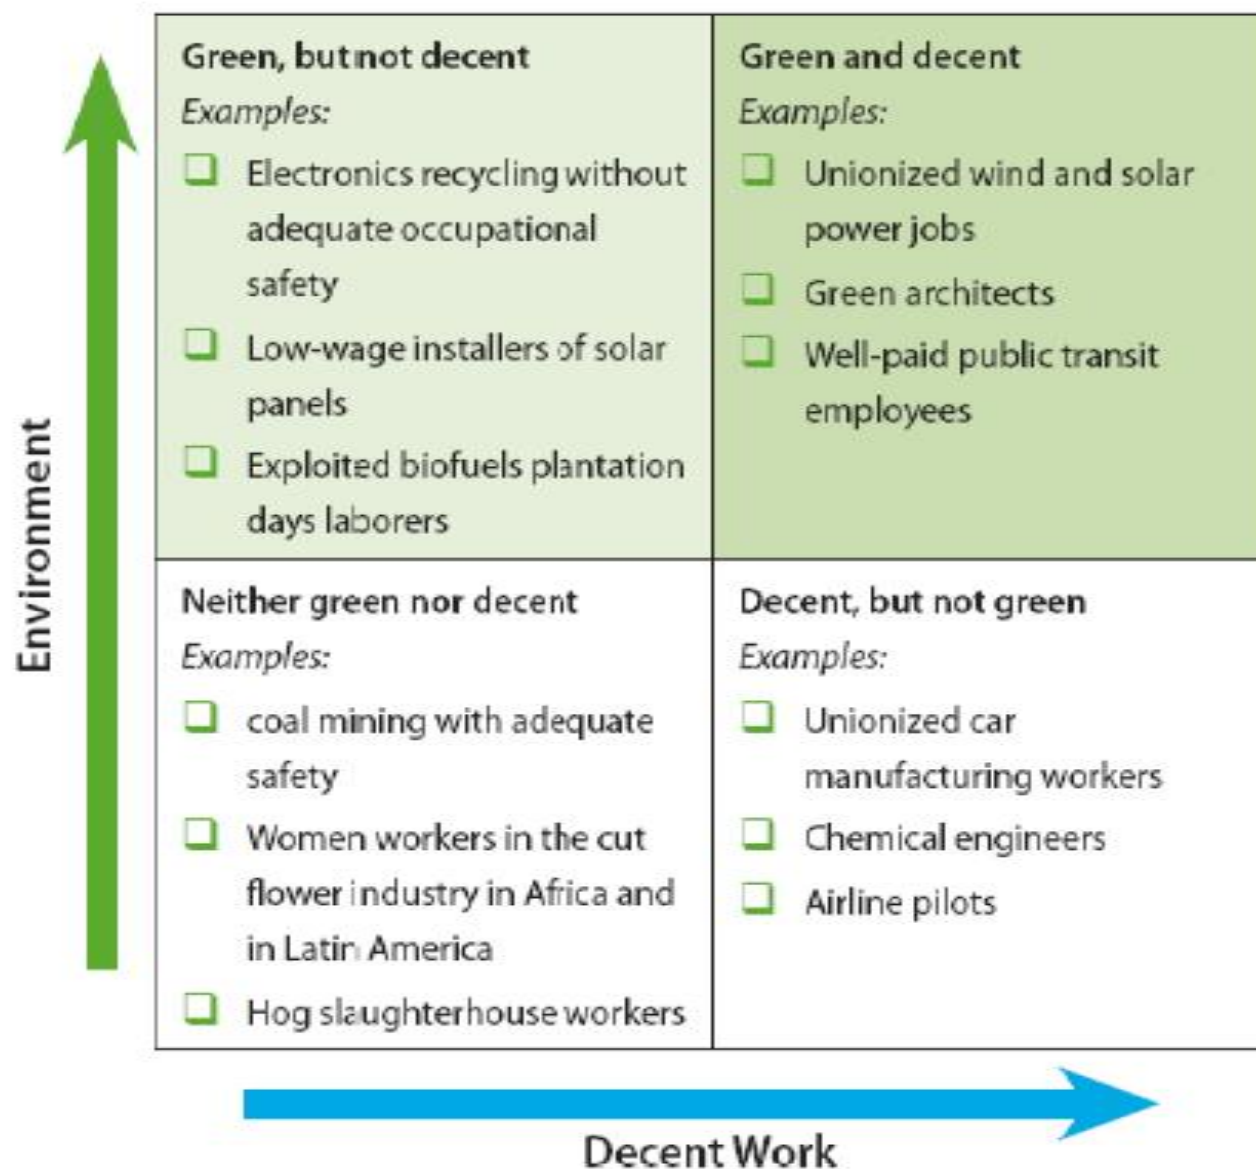 Environment
Green, but not decent
Examples:
❑ Electronics recycling without
adequate occupational
safety
❑ Low-wage installers of solar
panels
❑ Exploited biofuels plantation
days laborers
Green and decent
Examples:
❑ Unionized wind and solar
power jobs
❑ Green architects
❑ Well-paid public transit
employees
Neither green nor decent
Examples:
❑ coal mining with adequate
safety
❑ Women workers in the cut
flower industry in Africa and
in Latin America
❑ Hog slaughterhouse workers
Decent, but not green
Examples:
❑ Unionized car
manufacturing workers
❑ Chemical engineers
❑ Airline pilots
Decent Work